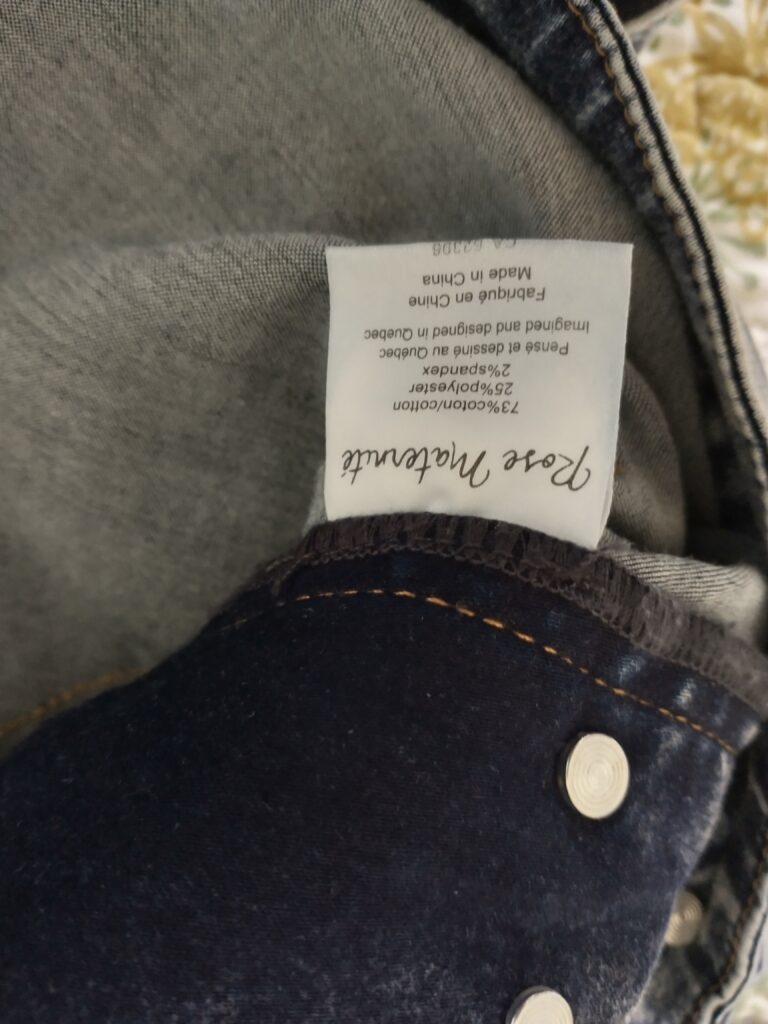 Rose Maternité
73%coton/cotton
25%polyester
2%spandex
Pensé et dessiné au Québec
Imagined and designed in Quebec
Fabriqué en Chine
Made in China
CA 62398